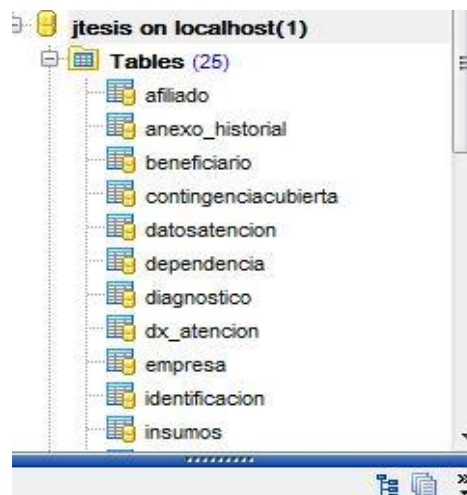 jtesis on localhost(1)
Tables (25)
afiliado
anexo_historial
beneficiario
contingenciacubierta
datosatencion
dependencia
diagnostico
dx_atencion
empresa
identificacion
insumos